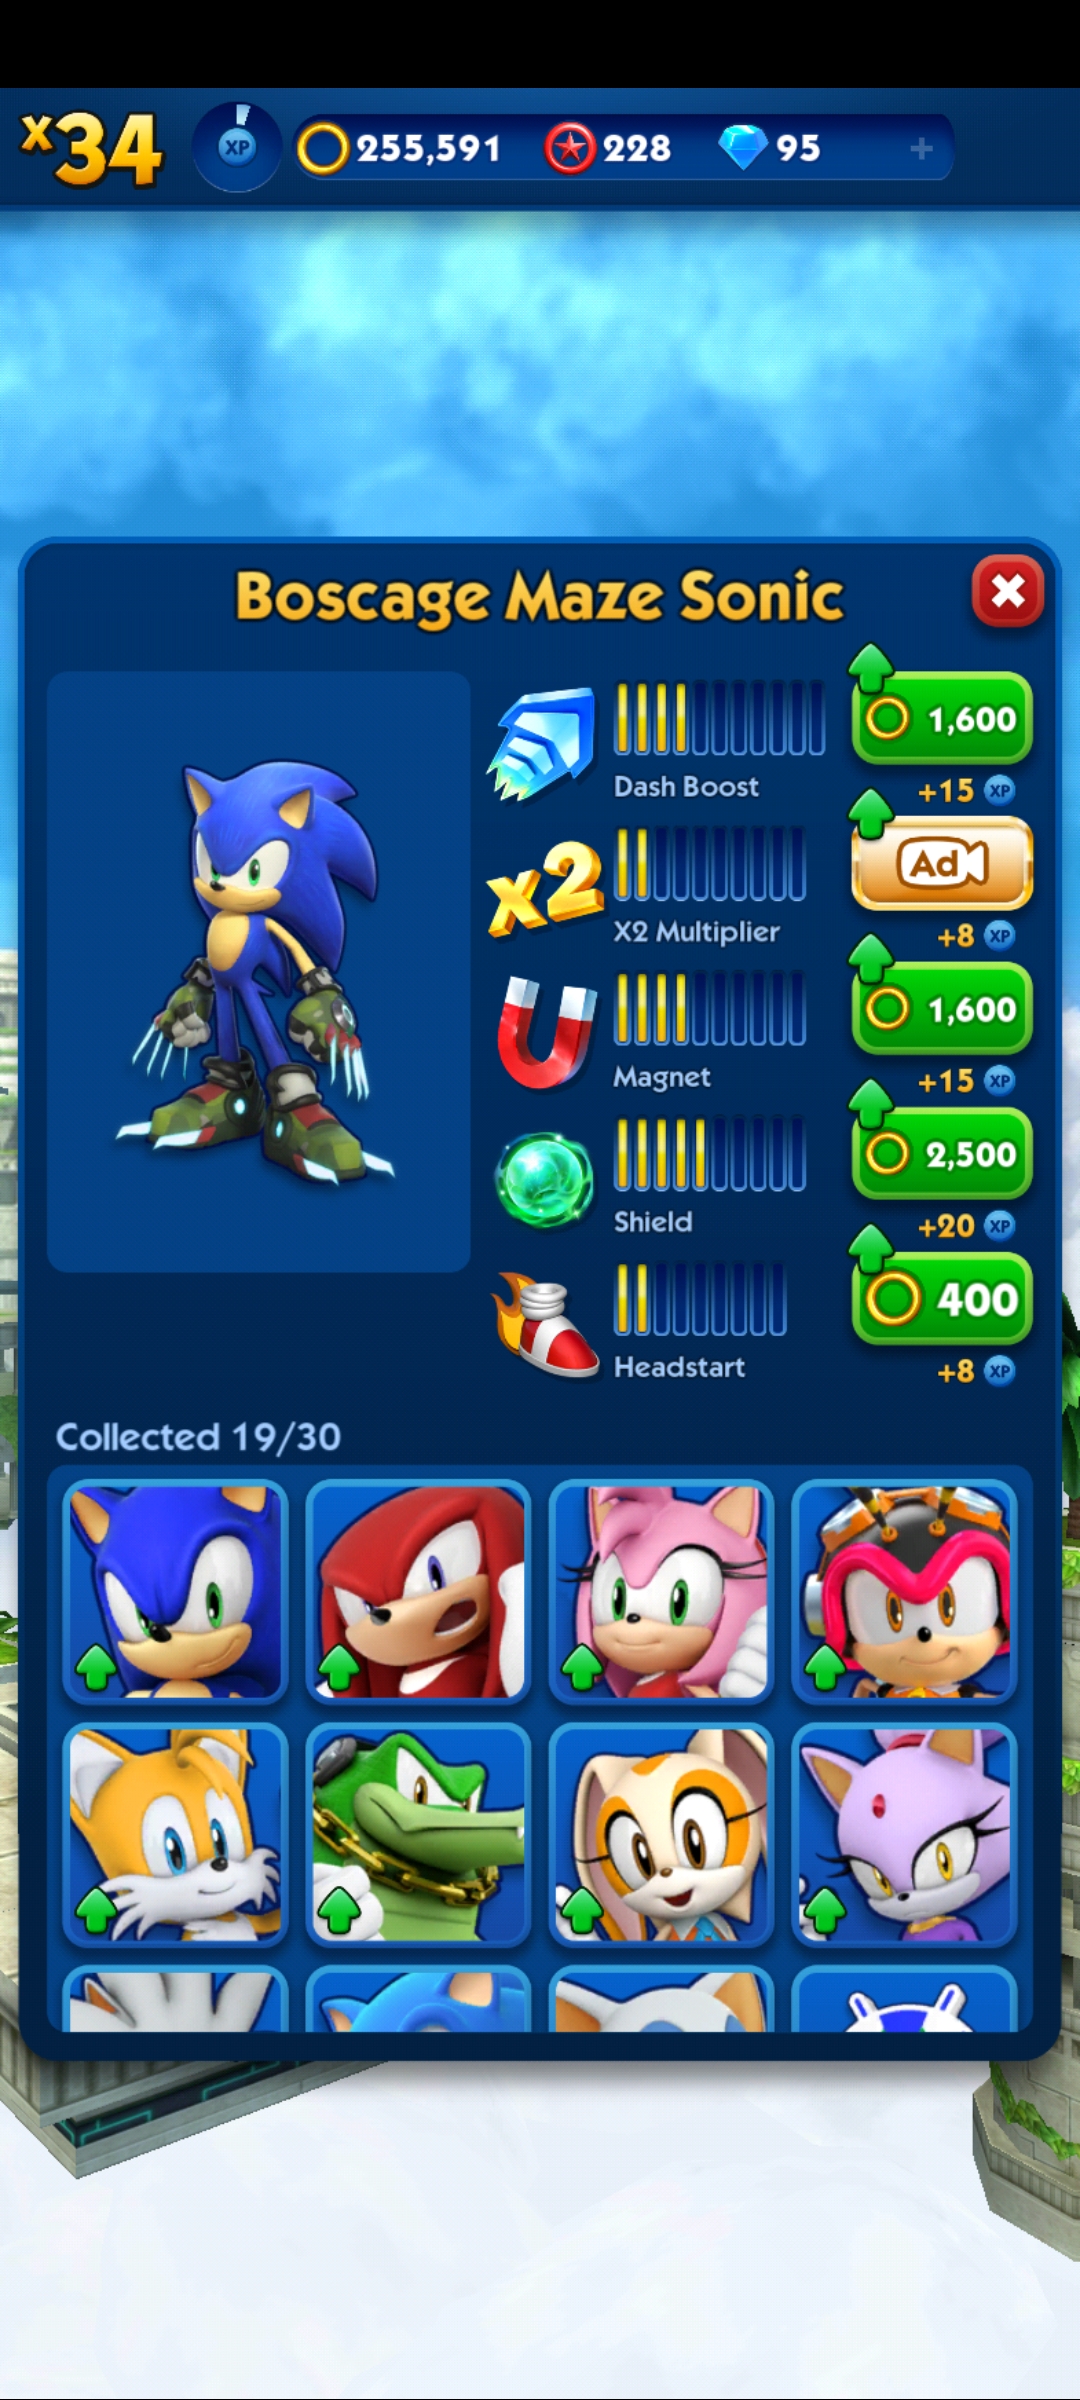 x34 XP 255,591 228 95 +
Boscage Maze Sonic
1,600
Dash Boost
+15 XP
x2
Ad
X2 Multiplier
+8 XP
1,600
Magnet
+15 XP
2,500
Shield
+20 XP
400
Headstart
+8 XP
Collected 19/30